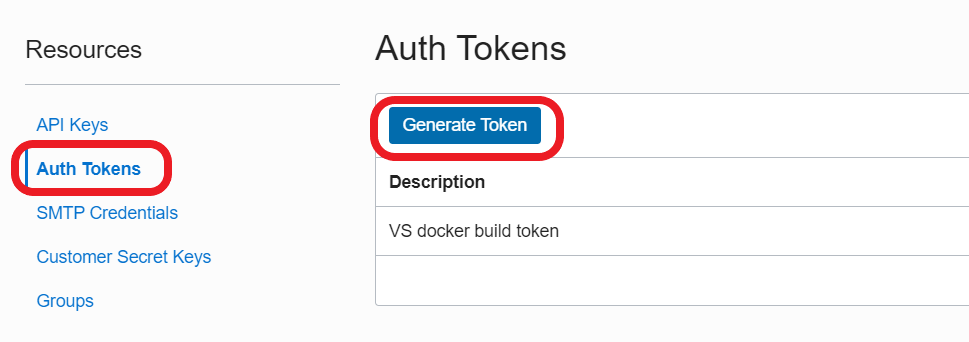 Resources
API Keys
Auth Tokens
SMTP Credentials
Customer Secret Keys
Groups
Auth Tokens
Generate Token
Description
VS docker build token